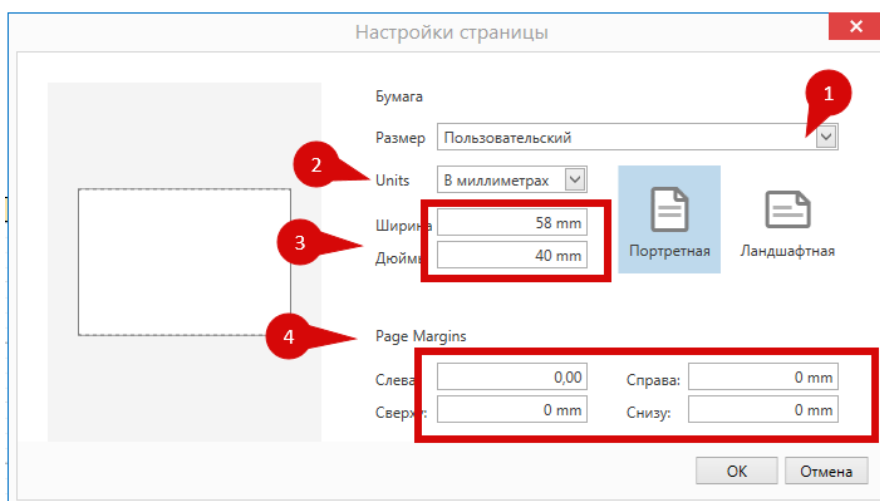 Настройки страницы
Бумага
1
Размер Пользовательский
2
Units В миллиметрах
3
Ширина 58 mm
Дюймы 40 mm
Портретная Ландшафтная
4
Page Margins
Слева 0,00 Справа: 0 mm
Сверху: 0 mm Снизу: 0 mm
OK Отмена